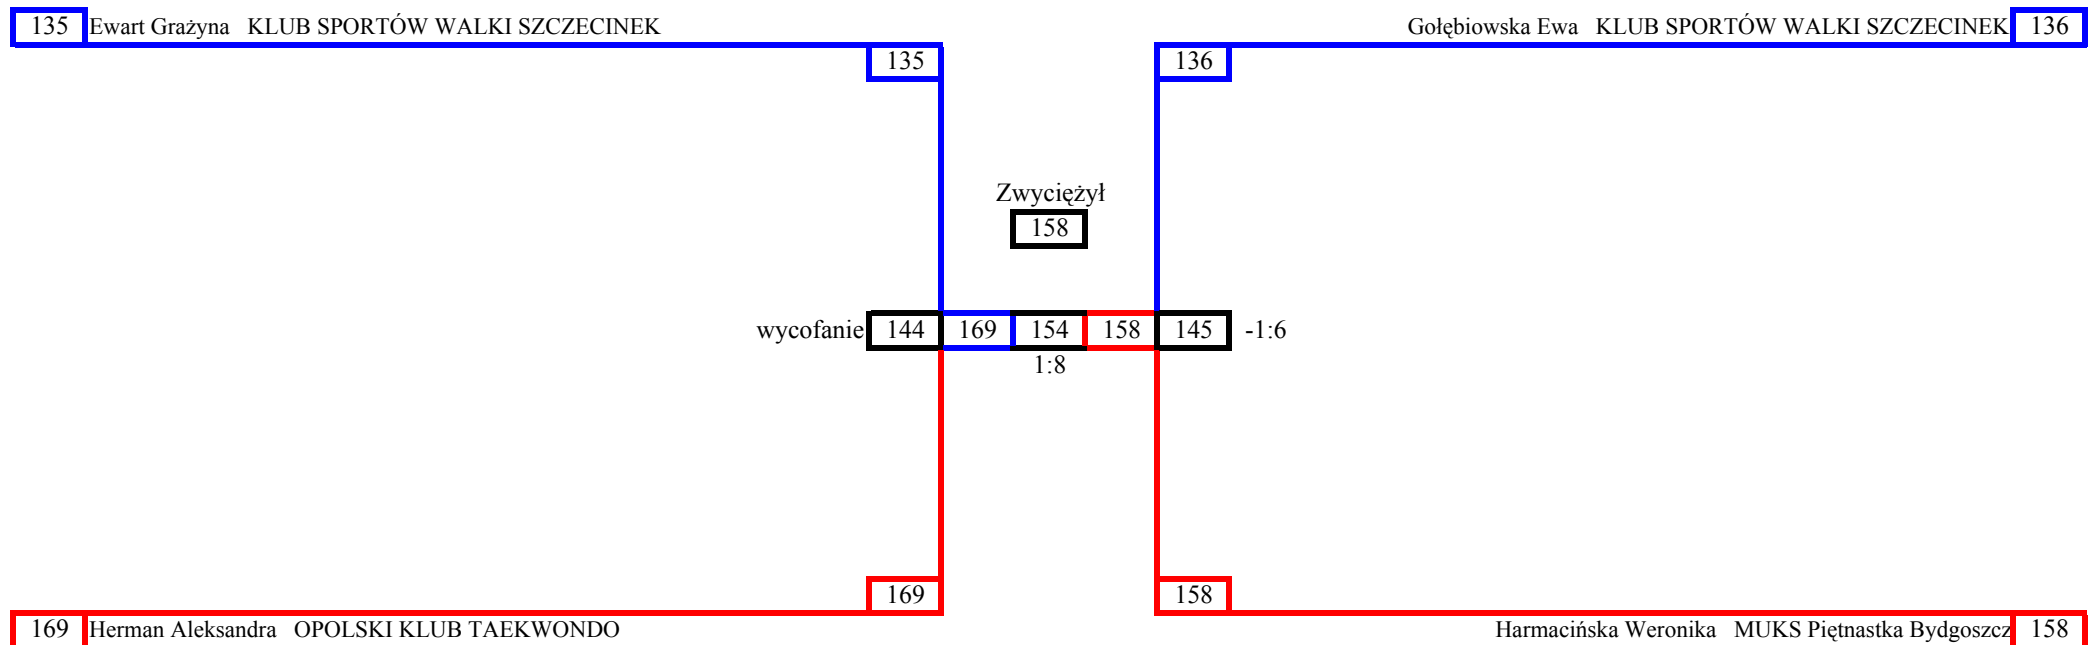 135 Ewart Grażyna KLUB SPORTÓW WALKI SZCZECINEK
Gołębiowska Ewa KLUB SPORTÓW WALKI SZCZECINEK 136
135
136
Zwyciężył
158
wycofanie 144 169 154 158 145 -1:6
1:8
169
158
169 Herman Aleksandra OPOLSKI KLUB TAEKWONDO
Harmacińska Weronika MUKS Piętnastka Bydgoszcz 158